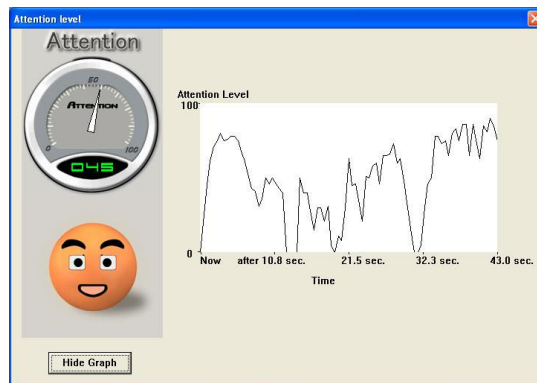 Attention level
Attention
50
ATTENTION
0
100
045
Hide Graph
Attention Level
100
0
Now after 10.8 sec. 21.5 sec. 32.3 sec. 43.0 sec.
Time